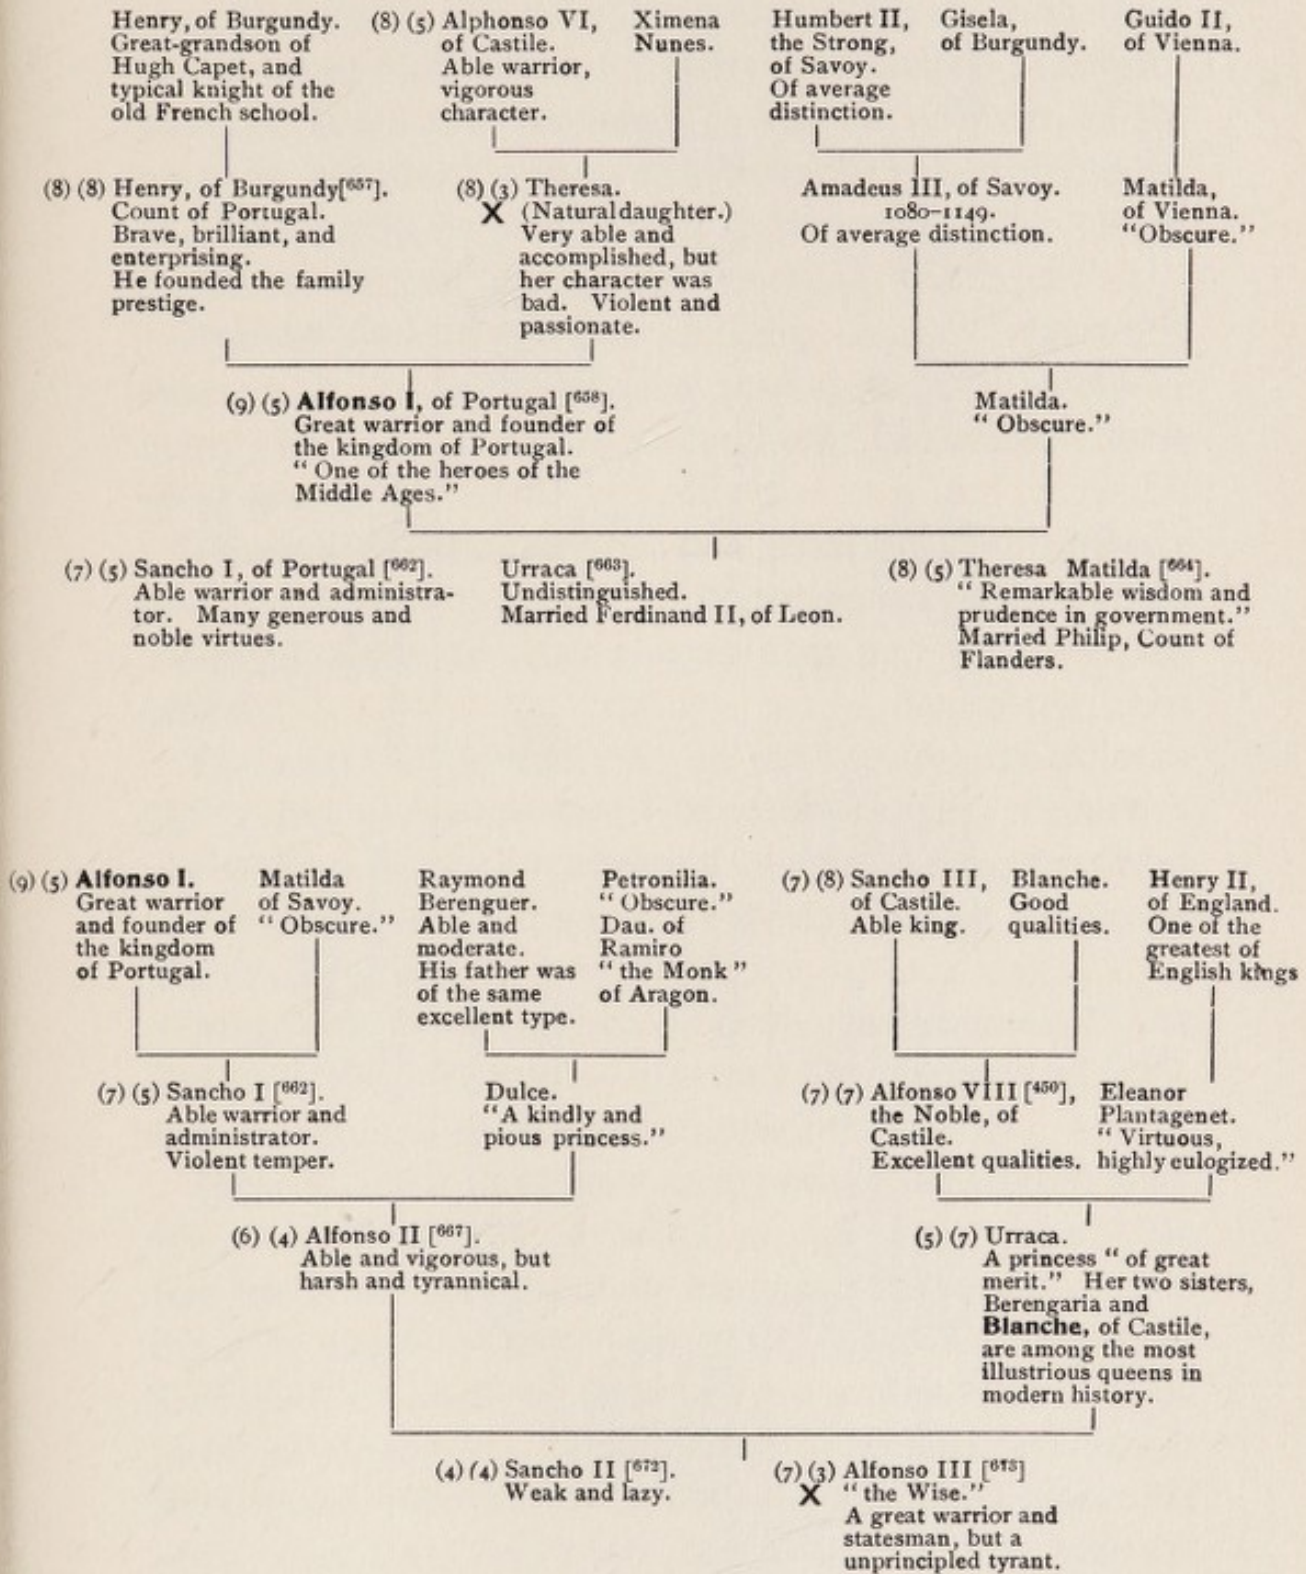 Henry, of Burgundy.
Great-grandson of
Hugh Capet, and
typical knight of the
old French school.
(8) (5) Alphonso VI,
of Castile.
Able warrior,
vigorous
character.
Ximena
Nunes.
Humbert II,
the Strong,
of Savoy.
Of average
distinction.
Gisela,
of Burgundy.
Guido II,
of Vienna.
(8) (8) Henry, of Burgundy[657].
Count of Portugal.
Brave, brilliant, and
enterprising.
He founded the family
prestige.
(8) (3) Theresa.
X (Natural daughter.)
Very able and
accomplished, but
her character was
bad. Violent and
passionate.
Amadeus III, of Savoy.
1080–1149.
Of average distinction.
Matilda,
of Vienna.
“Obscure.”
(9) (5) Alfonso I, of Portugal [658].
Great warrior and founder of
the kingdom of Portugal.
“ One of the heroes of the
Middle Ages.”
Matilda.
“ Obscure.”
(7) (5) Sancho I, of Portugal [662].
Able warrior and administra-
tor. Many generous and
noble virtues.
Urraca [663].
Undistinguished.
Married Ferdinand II, of Leon.
(8) (5) Theresa Matilda [664].
“ Remarkable wisdom and
prudence in government.”
Married Philip, Count of
Flanders.
(9) (5) Alfonso I.
Great warrior
and founder of
the kingdom
of Portugal.
Matilda
of Savoy.
“ Obscure.”
Raymond
Berenguer.
Able and
moderate.
His father was
of the same
excellent type.
Petronilia.
“ Obscure.”
Dau. of
Ramiro
“ the Monk ”
of Aragon.
(7) (8) Sancho III,
of Castile.
Able king.
Blanche.
Good
qualities.
Henry II,
of England.
One of the
greatest of
English kings
(7) (5) Sancho I [662].
Able warrior and
administrator.
Violent temper.
Dulce.
“A kindly and
pious princess.”
(7) (7) Alfonso VIII [450],
the Noble, of
Castile.
Excellent qualities.
Eleanor
Plantagenet.
“ Virtuous,
highly eulogized.”
(6) (4) Alfonso II [667].
Able and vigorous, but
harsh and tyrannical.
(5) (7) Urraca.
A princess “ of great
merit.” Her two sisters,
Berengaria and
Blanche, of Castile,
are among the most
illustrious queens in
modern history.
(4) (4) Sancho II [672].
Weak and lazy.
(7) (3) Alfonso III [673]
X “ the Wise.”
A great warrior and
statesman, but a
unprincipled tyrant.